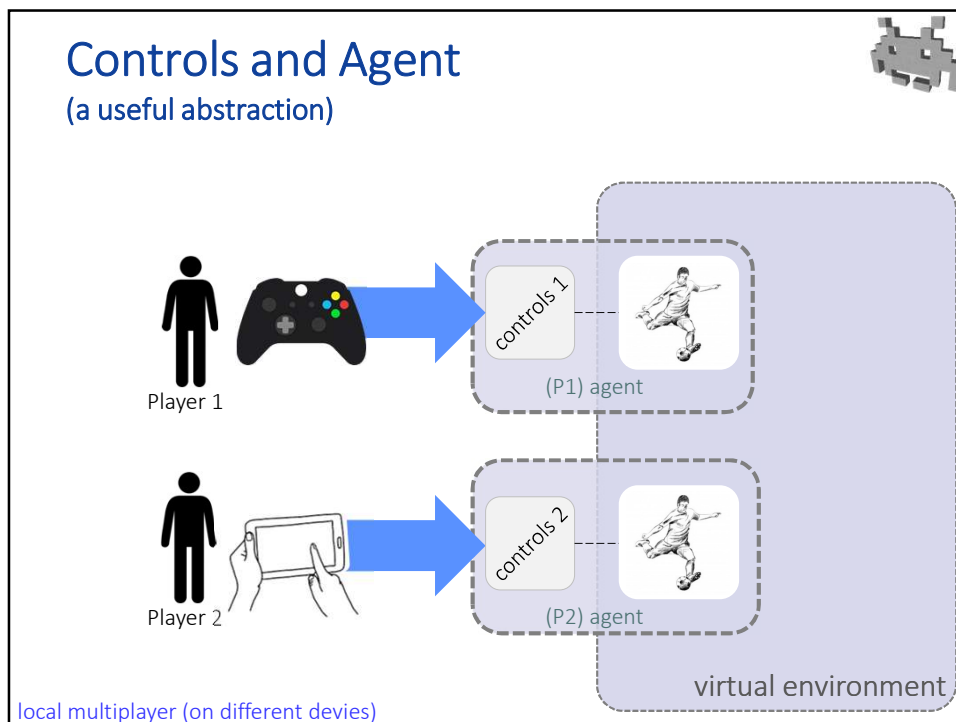 Controls and Agent
(a useful abstraction)
controls 1
(P1) agent
Player 1
controls 2
(P2) agent
Player 2
virtual environment
local multiplayer (on different devies)